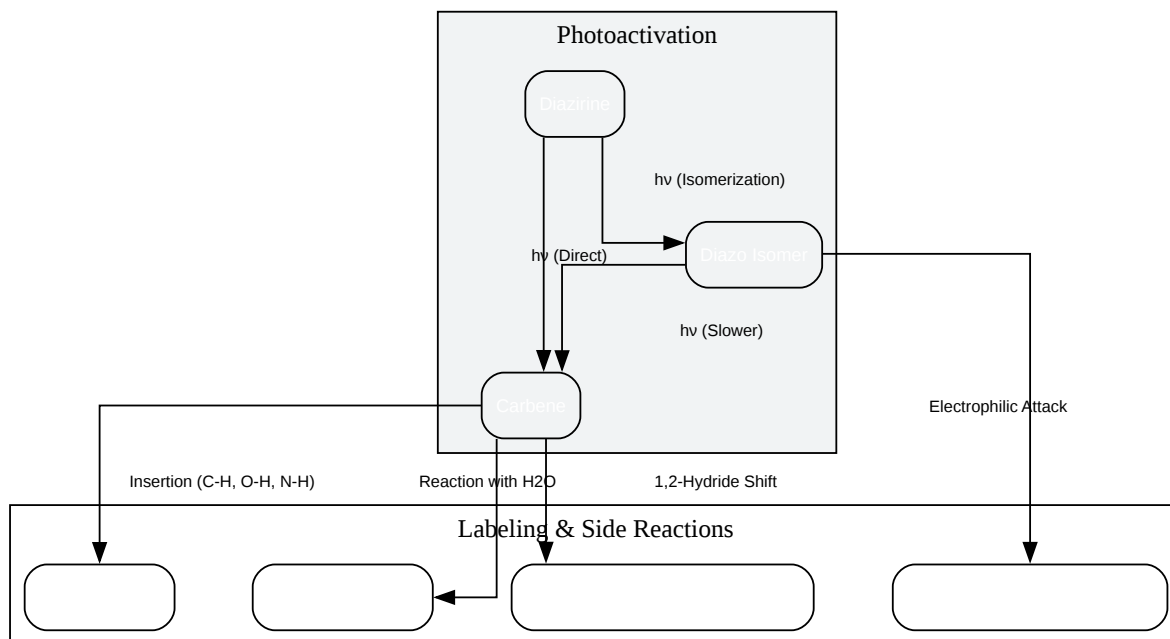 Photoactivation
Diazirine
hν (Isomerization)
hν (Direct)
Diazo Isomer
hν (Slower)
Carbene
Electrophilic Attack
Insertion (C-H, O-H, N-H)
Reaction with H2O
1,2-Hydride Shift
Labeling & Side Reactions